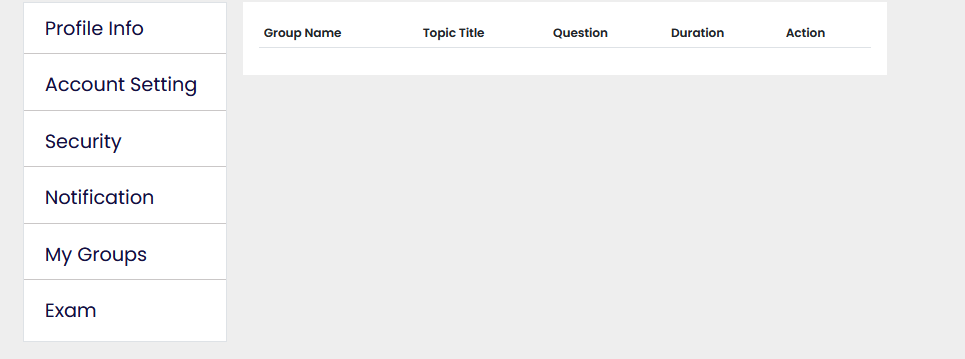 Profile Info
Account Setting
Security
Notification
My Groups
Exam
Group Name Topic Title Question Duration Action